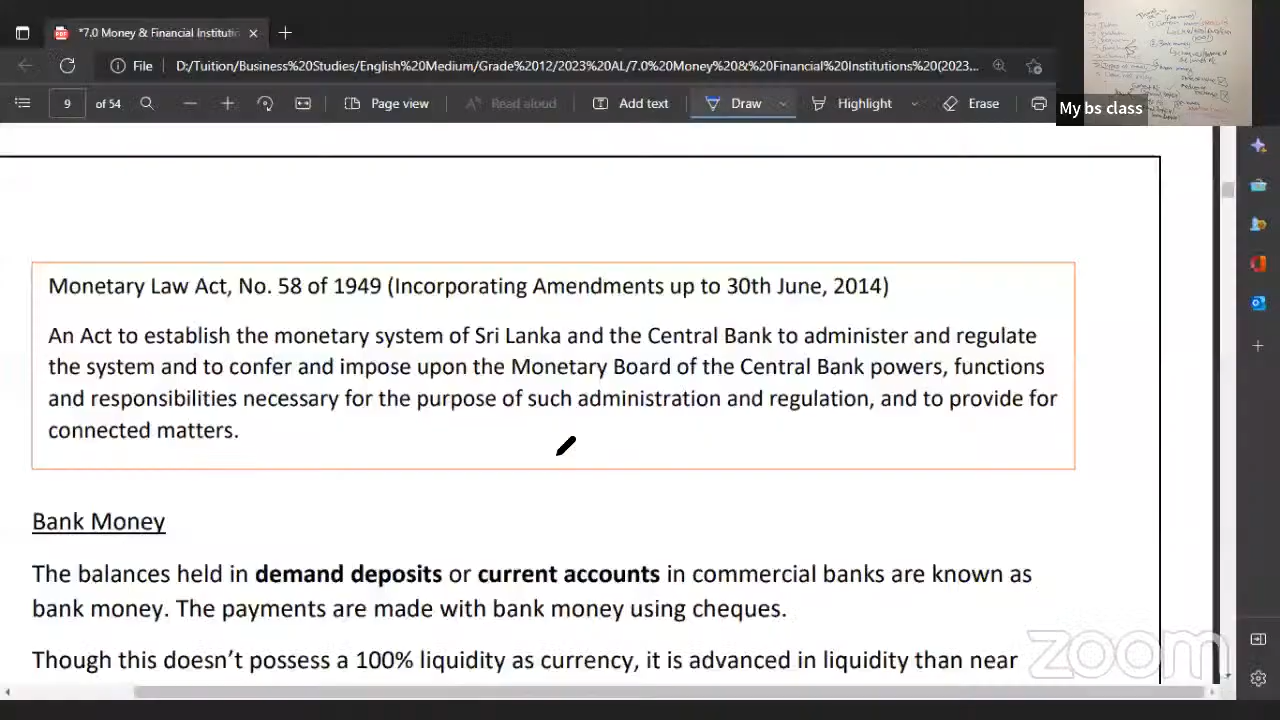 *7.0 Money & Financial Institutio
File
D:/Tuition/Business%20Studies/English%20Medium/Grade%2012/2023%20AL/7.0%20Money%20&%20Financial%20Institutions%20(2023...
9 of 54
Page view
Read aloud
Add text
Draw
Highlight
Erase
My bs class
Monetary Law Act, No. 58 of 1949 (Incorporating Amendments up to 30th June, 2014)
An Act to establish the monetary system of Sri Lanka and the Central Bank to administer and regulate
the system and to confer and impose upon the Monetary Board of the Central Bank powers, functions
and responsibilities necessary for the purpose of such administration and regulation, and to provide for
connected matters.
Bank Money
The balances held in demand deposits or current accounts in commercial banks are known as
bank money. The payments are made with bank money using cheques.
Though this doesn't possess a 100% liquidity as currency, it is advanced in liquidity than near
zoom